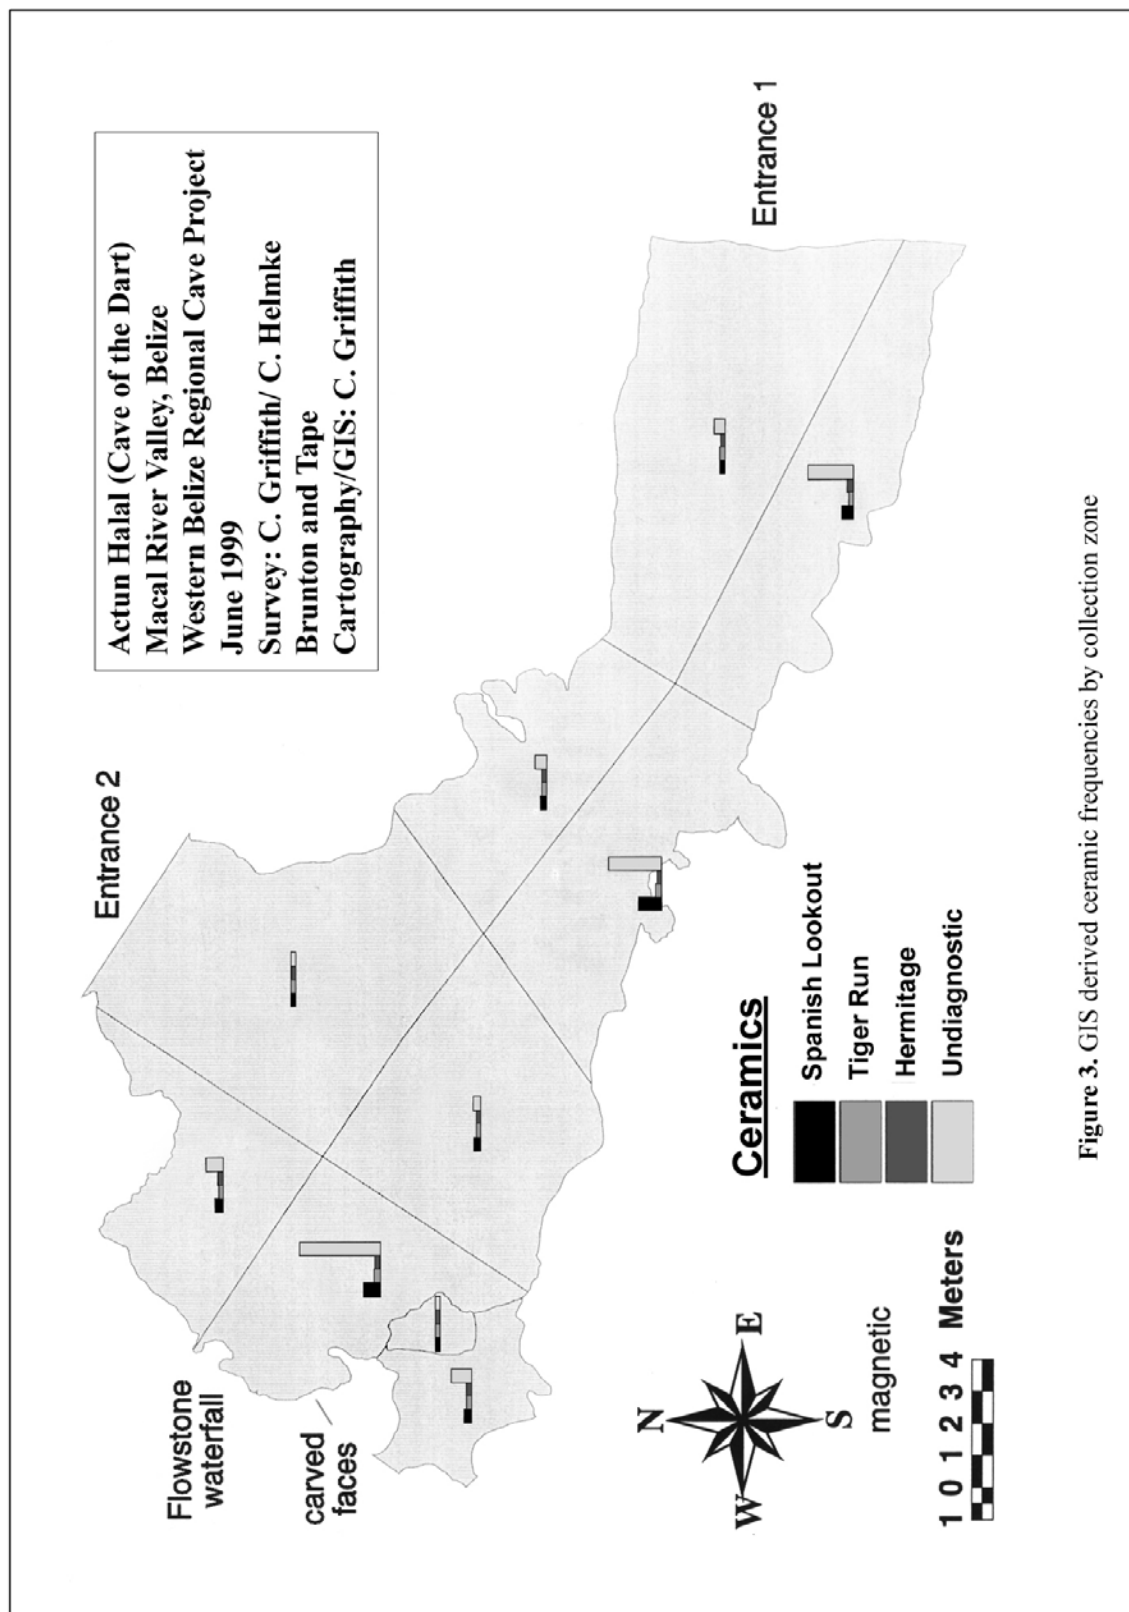 Actun Halal (Cave of the Dart)
Macal River Valley, Belize
Western Belize Regional Cave Project
June 1999
Survey: C. Griffith/ C. Helmke
Brunton and Tape
Cartography/GIS: C. Griffith
Entrance 2
Entrance 1
Flowstone
waterfall
carved
faces
N
W
E
S
magnetic
1 0 1 2 3 4 Meters
Ceramics
Spanish Lookout
Tiger Run
Hermitage
Undiagnostic
Figure 3. GIS derived ceramic frequencies by collection zone